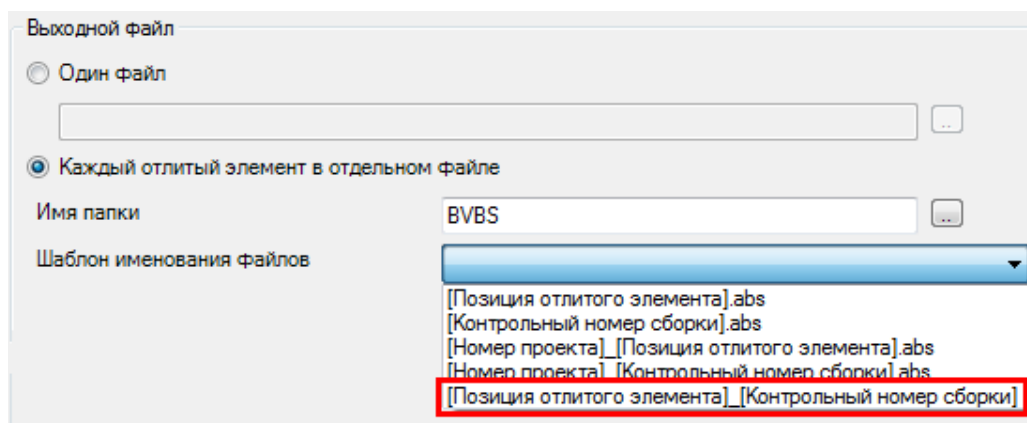 Выходной файл
Один файл
..
Каждый отлитый элемент в отдельном файле
Имя папки BVBS ..
Шаблон именования файлов
[Позиция отлитого элемента].abs
[Контрольный номер сборки].abs
[Номер проекта]_[Позиция отлитого элемента].abs
[Номер проекта]_[Контрольный номер сборки].abs
[Позиция отлитого элемента]_[Контрольный номер сборки]